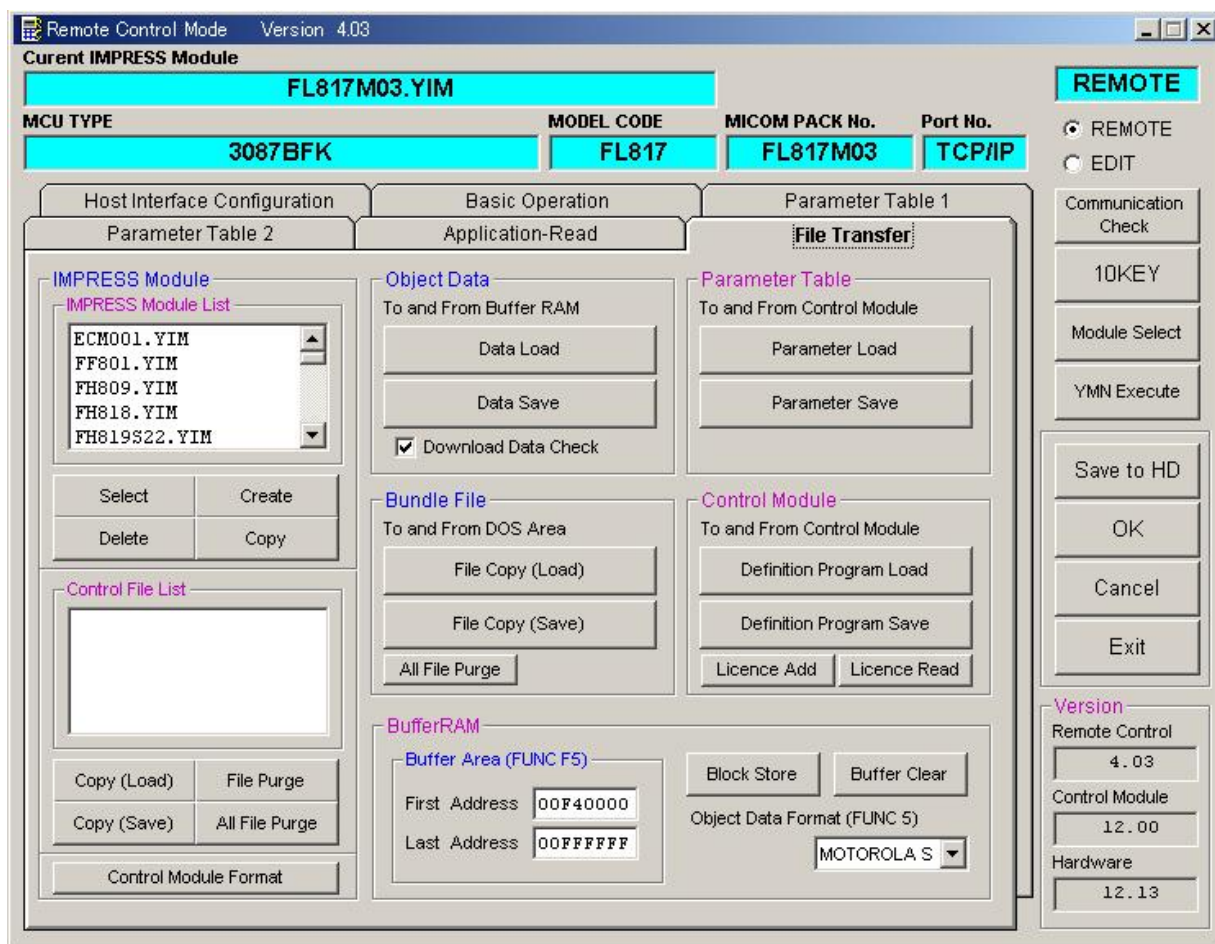 Remote Control Mode Version 4.03
Curent IMPRESS Module
FL817M03.YIM
MCU TYPE
3087BFK
MODEL CODE
FL817
MICOM PACK No.
FL817M03
Port No.
TCP/IP
REMOTE
REMOTE
EDIT
Host Interface Configuration
Basic Operation
Parameter Table 1
Parameter Table 2
Application-Read
File Transfer
IMPRESS Module
IMPRESS Module List
ECM001.YIM
FF801.YIM
FH809.YIM
FH818.YIM
FH819S22.YIM
Select
Create
Delete
Copy
Control File List
Copy (Load)
File Purge
Copy (Save)
All File Purge
Control Module Format
Object Data
To and From Buffer RAM
Data Load
Data Save
Download Data Check
Parameter Table
To and From Control Module
Parameter Load
Parameter Save
Bundle File
To and From DOS Area
File Copy (Load)
File Copy (Save)
All File Purge
Control Module
To and From Control Module
Definition Program Load
Definition Program Save
Licence Add
Licence Read
BufferRAM
Buffer Area (FUNC F5)
First Address 00F40000
Last Address 00FFFFFF
Block Store
Buffer Clear
Object Data Format (FUNC 5)
MOTOROLA S
Communication
Check
10KEY
Module Select
YMN Execute
Save to HD
OK
Cancel
Exit
Version
Remote Control
4.03
Control Module
12.00
Hardware
12.13